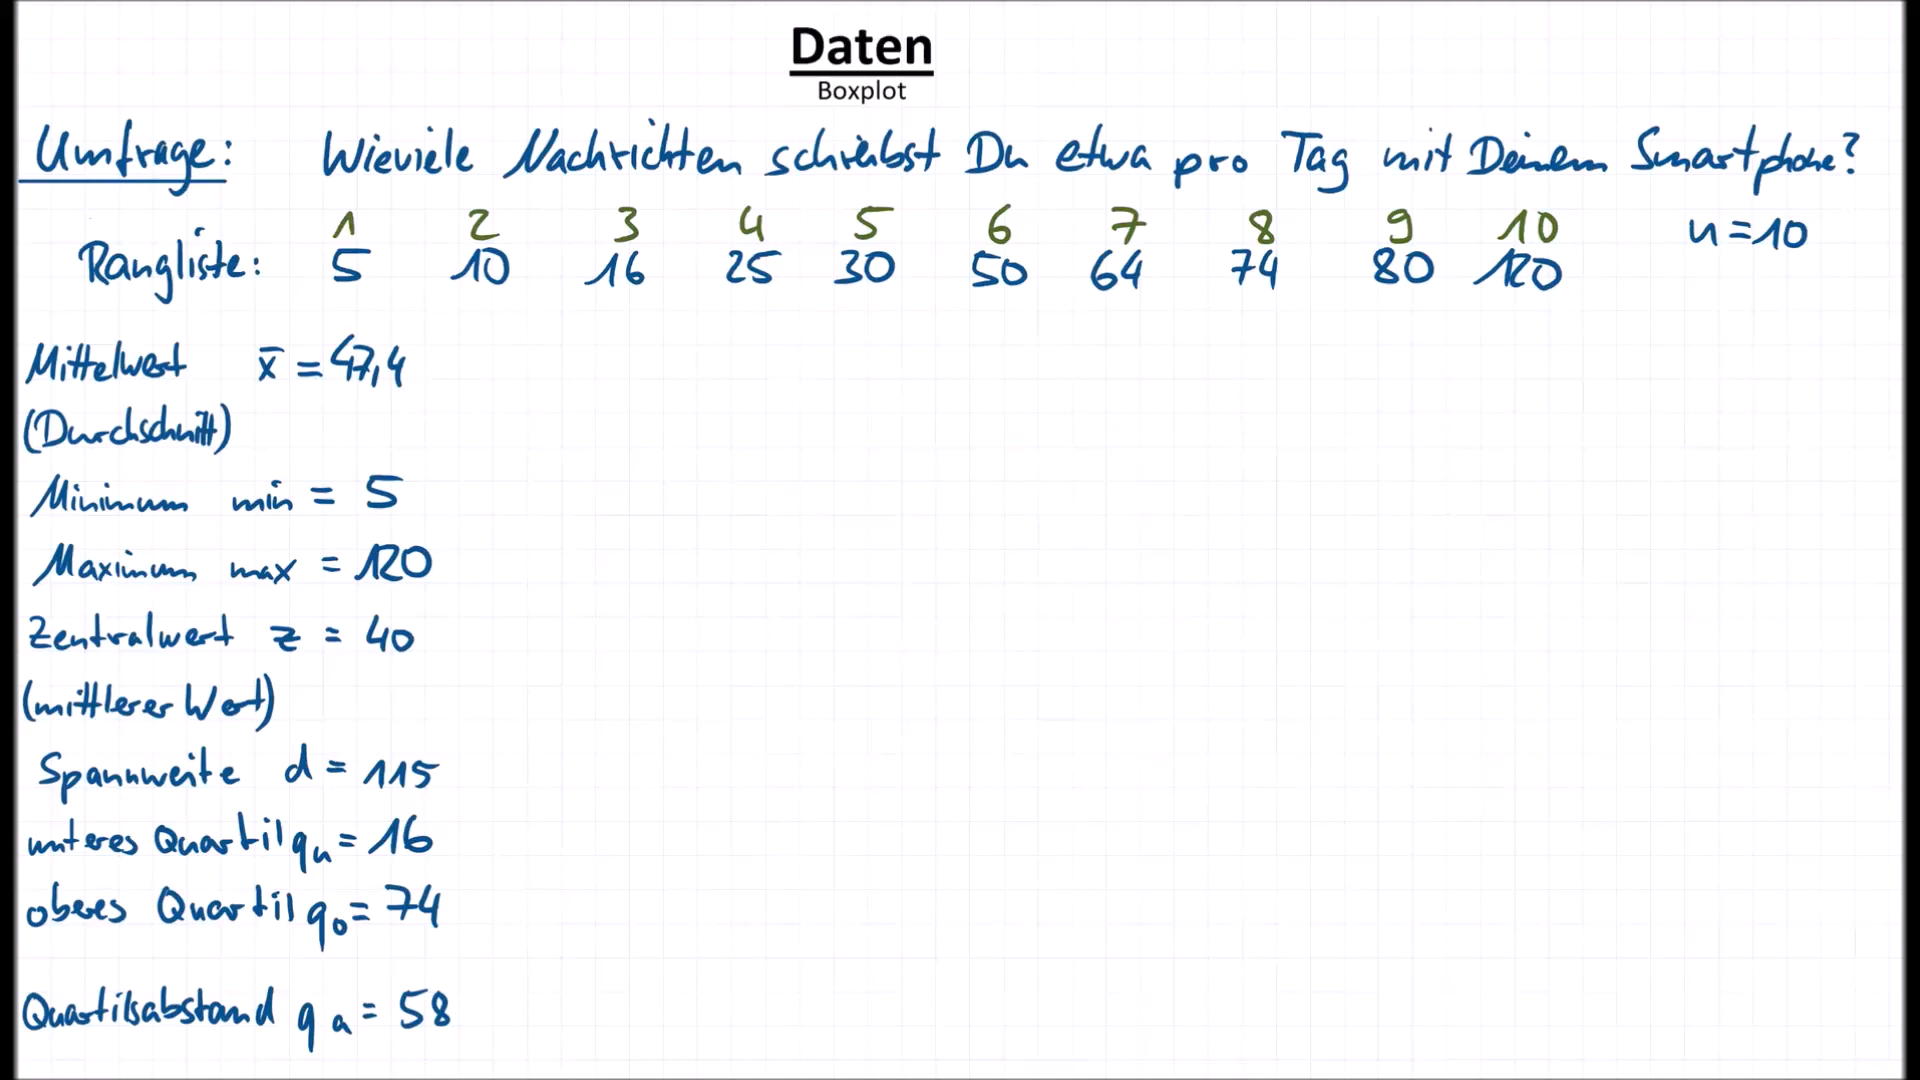 Daten
Boxplot
Umfrage: Wieviele Nachrichten schreibst Du etwa pro Tag mit Deinem Smartphone?
1 2 3 4 5 6 7 8 9 10 n = 10
Rangliste: 5 10 16 25 30 50 64 74 80 120
Mittelwert x̄ = 47,4
(Durchschnitt)
Minimum min = 5
Maximum max = 120
Zentralwert z = 40
(mittlerer Wert)
Spannweite d = 115
unteres Quartil qu = 16
oberes Quartil qo = 74
Quartilsabstand qa = 58